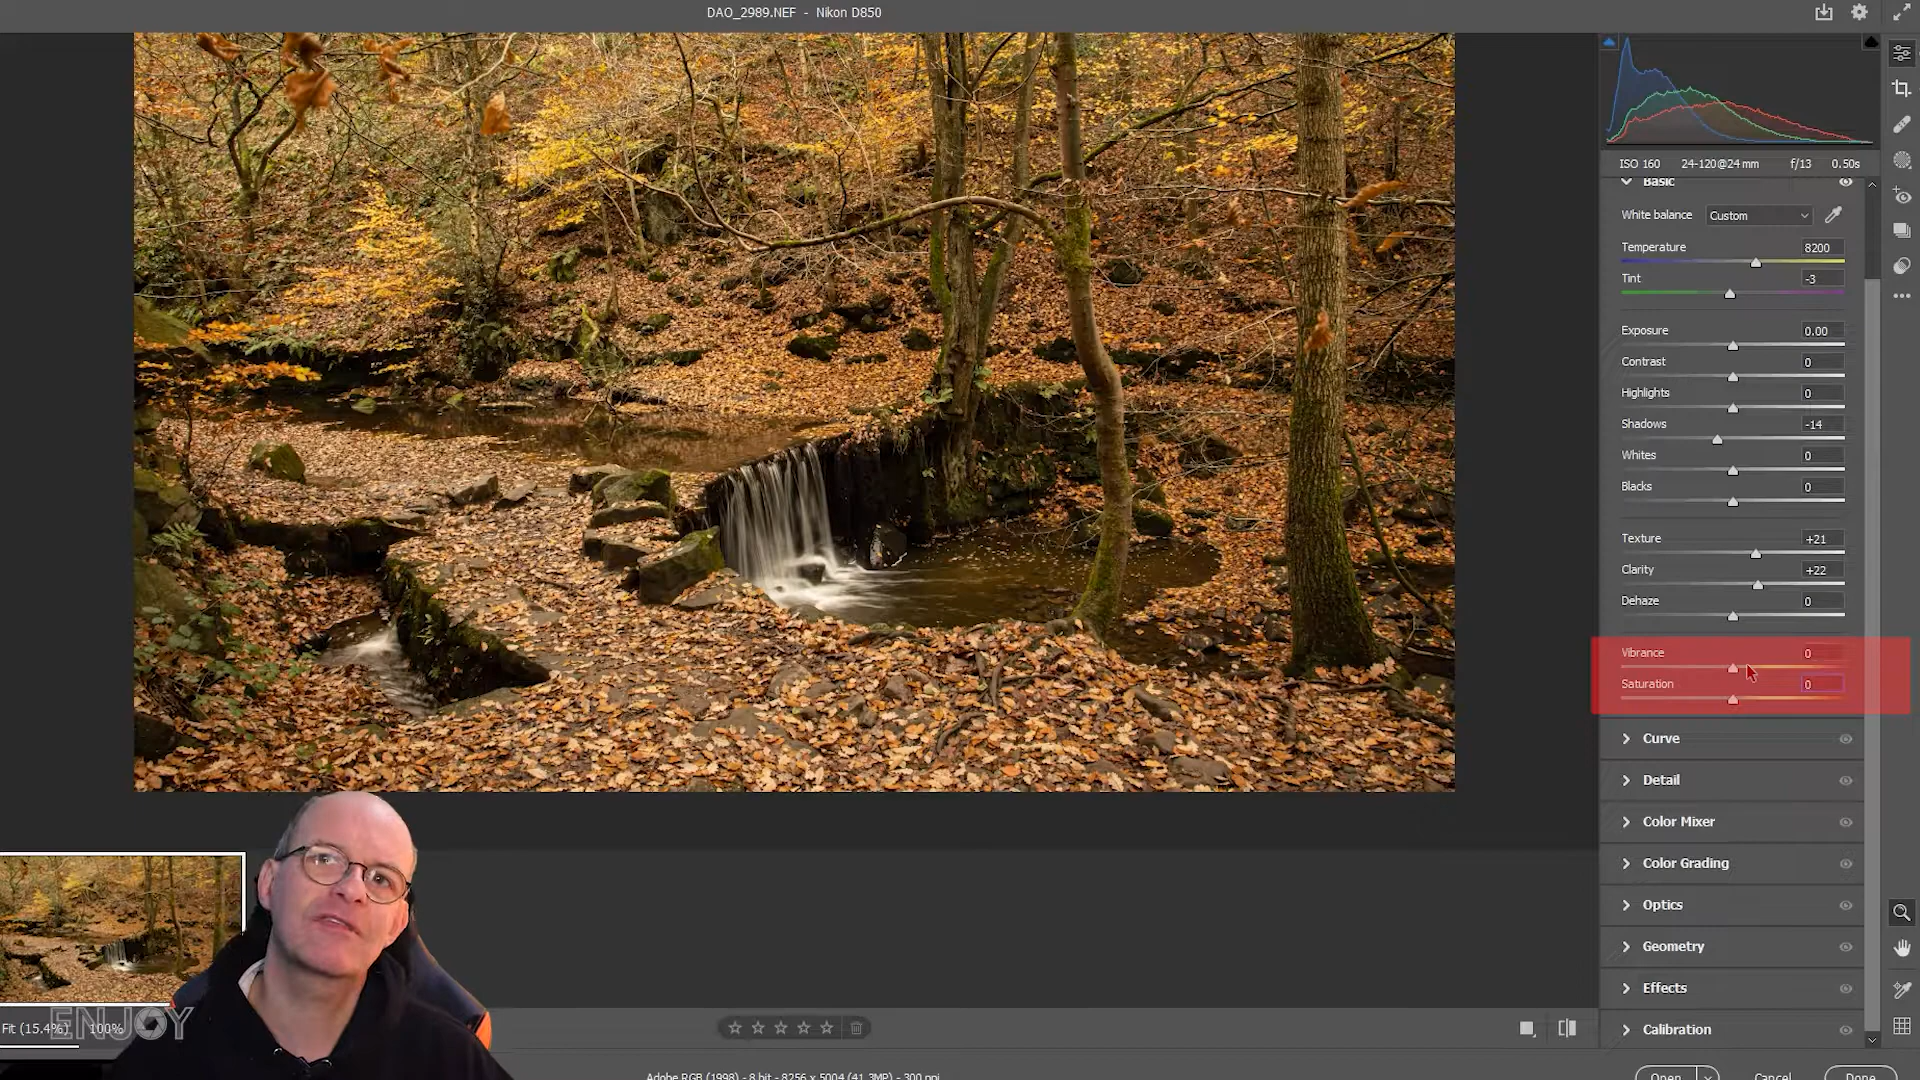 DAO_2989.NEF - Nikon D850
ISO 160 24-120@24 mm f/13 0.50s
Basic
White balance Custom
Temperature 8200
Tint -3
Exposure 0.00
Contrast 0
Highlights 0
Shadows -14
Whites 0
Blacks 0
Texture +21
Clarity +22
Dehaze 0
Vibrance 0
Saturation 0
Curve
Detail
Color Mixer
Color Grading
Optics
Geometry
Effects
Calibration
Fit (15.4%) 100%
ENJOY
Adobe RGB (1998) - 8 bit - 8256 x 5004 (41.3MP) - 300 ppi
Open Cancel Done